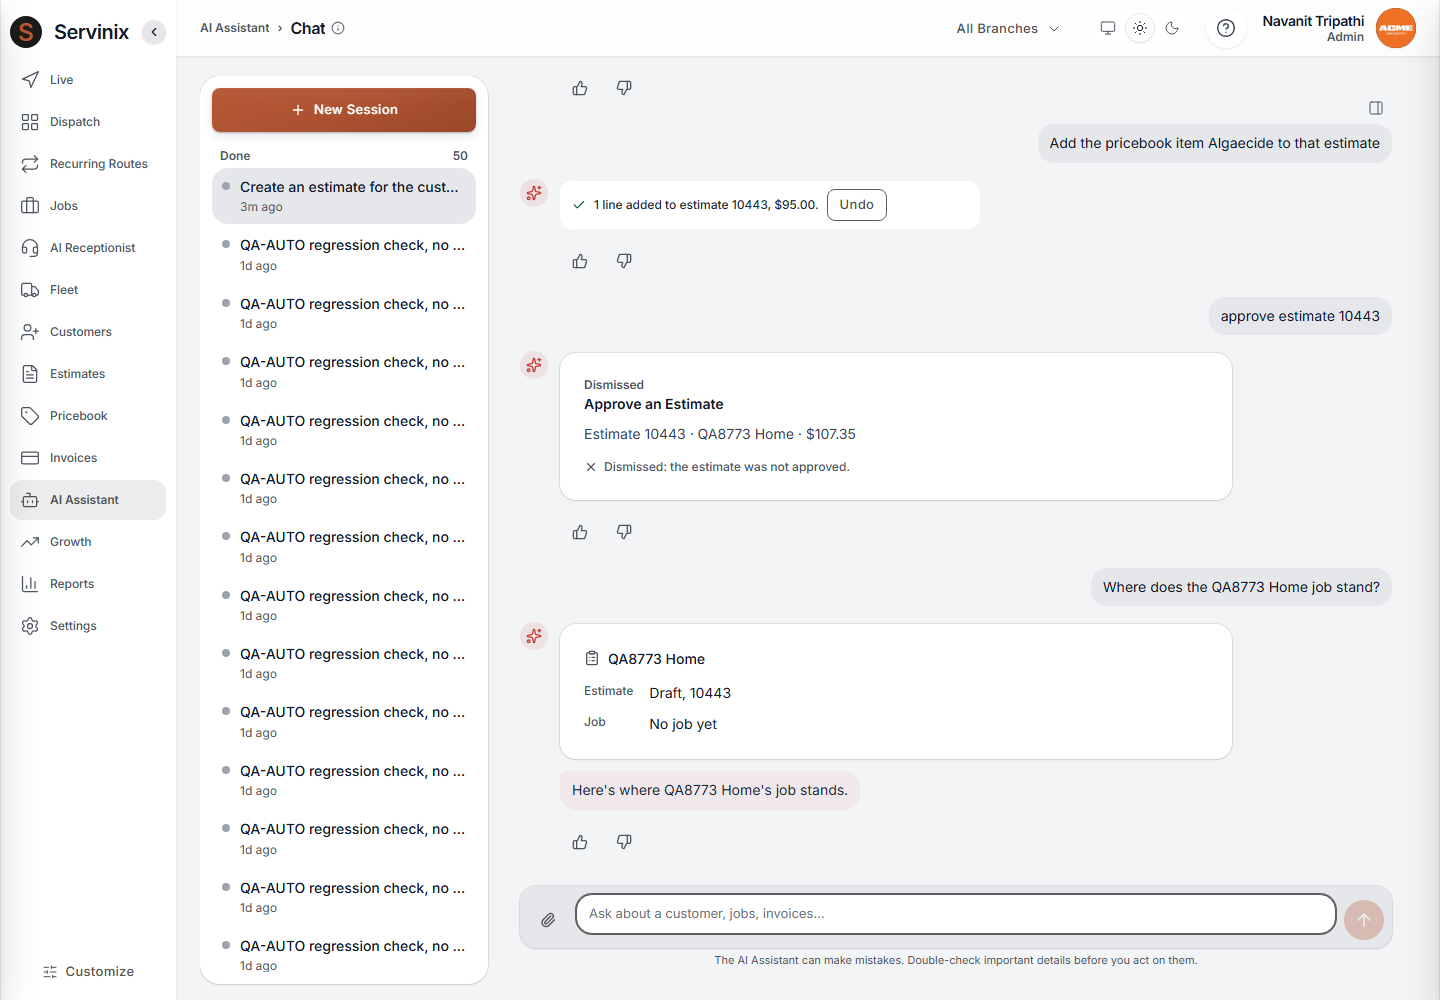 Servinix
Live
Dispatch
Recurring Routes
Jobs
AI Receptionist
Fleet
Customers
Estimates
Pricebook
Invoices
AI Assistant
Growth
Reports
Settings
Customize
AI Assistant › Chat
All Branches
Navanit Tripathi
Admin
ACME
+ New Session
Done 50
Create an estimate for the cust...
3m ago
QA-AUTO regression check, no ...
1d ago
QA-AUTO regression check, no ...
1d ago
QA-AUTO regression check, no ...
1d ago
QA-AUTO regression check, no ...
1d ago
QA-AUTO regression check, no ...
1d ago
QA-AUTO regression check, no ...
1d ago
QA-AUTO regression check, no ...
1d ago
QA-AUTO regression check, no ...
1d ago
QA-AUTO regression check, no ...
1d ago
QA-AUTO regression check, no ...
1d ago
QA-AUTO regression check, no ...
1d ago
QA-AUTO regression check, no ...
1d ago
QA-AUTO regression check, no ...
1d ago
Add the pricebook item Algaecide to that estimate
1 line added to estimate 10443, $95.00. Undo
approve estimate 10443
Dismissed
Approve an Estimate
Estimate 10443 · QA8773 Home · $107.35
Dismissed: the estimate was not approved.
Where does the QA8773 Home job stand?
QA8773 Home
Estimate Draft, 10443
Job No job yet
Here's where QA8773 Home's job stands.
Ask about a customer, jobs, invoices...
The AI Assistant can make mistakes. Double-check important details before you act on them.